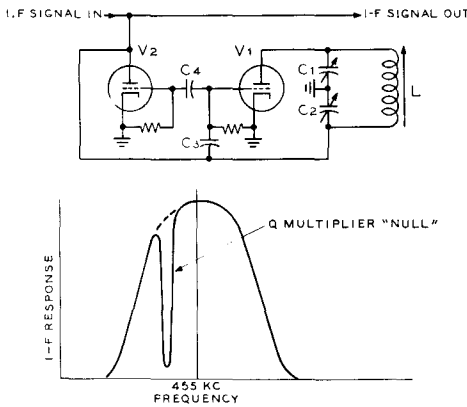 I.F SIGNAL IN
I-F SIGNAL OUT
V2
V1
C4
C1
C2
L
C3
Q MULTIPLIER "NULL"
I-F RESPONSE
455 KC
FREQUENCY